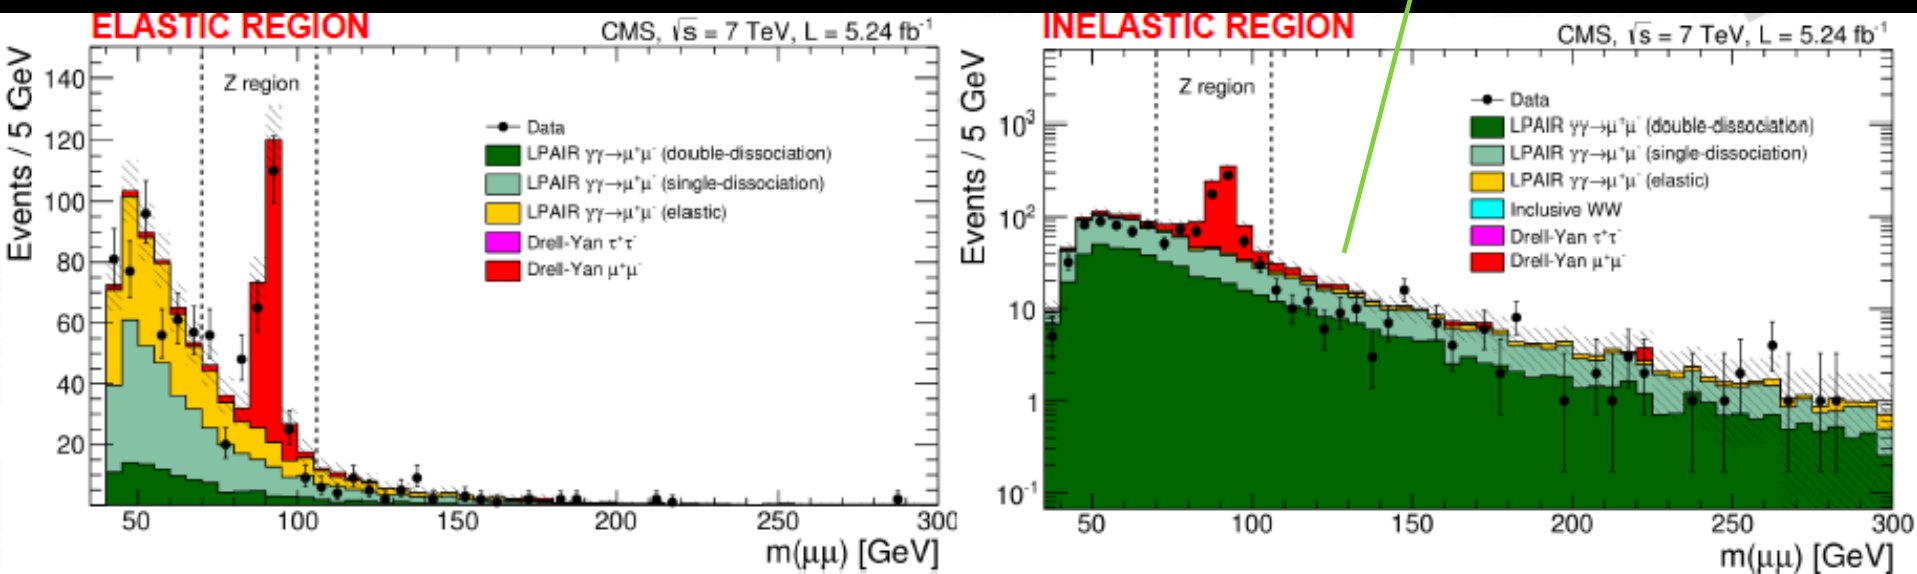 ELASTIC REGION
CMS, √s = 7 TeV, L = 5.24 fb⁻¹
Events / 5 GeV
140
120
100
80
60
40
20
Z region
Data
LPAIR γγ→μ⁺μ⁻ (double-dissociation)
LPAIR γγ→μ⁺μ⁻ (single-dissociation)
LPAIR γγ→μ⁺μ⁻ (elastic)
Drell-Yan τ⁺τ⁻
Drell-Yan μ⁺μ⁻
50 100 150 200 250 300
m(μμ) [GeV]
INELASTIC REGION
CMS, √s = 7 TeV, L = 5.24 fb⁻¹
Events / 5 GeV
10³
10²
10
1
10⁻¹
Z region
Data
LPAIR γγ→μ⁺μ⁻ (double-dissociation)
LPAIR γγ→μ⁺μ⁻ (single-dissociation)
LPAIR γγ→μ⁺μ⁻ (elastic)
Inclusive WW
Drell-Yan τ⁺τ⁻
Drell-Yan μ⁺μ⁻
50 100 150 200 250 300
m(μμ) [GeV]